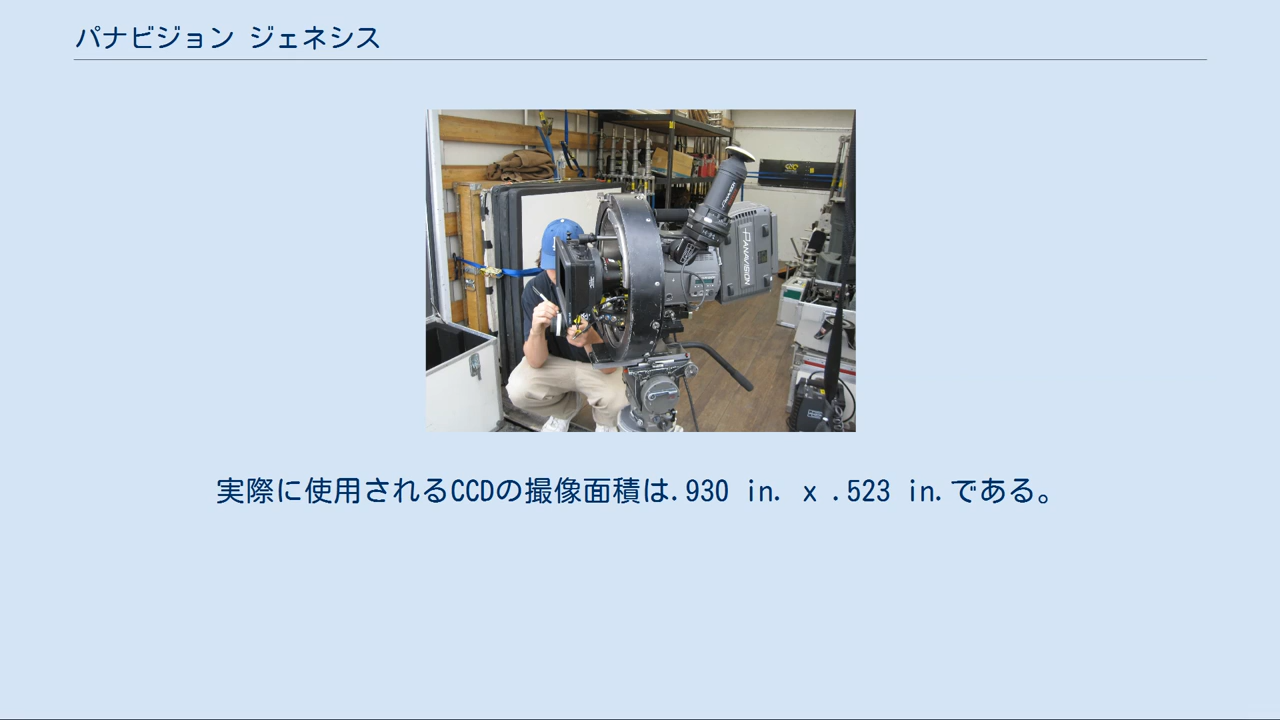 パナビジョン ジェネシス
PANAVISION
実際に使用されるCCDの撮像面積は.930 in. x .523 in.である。